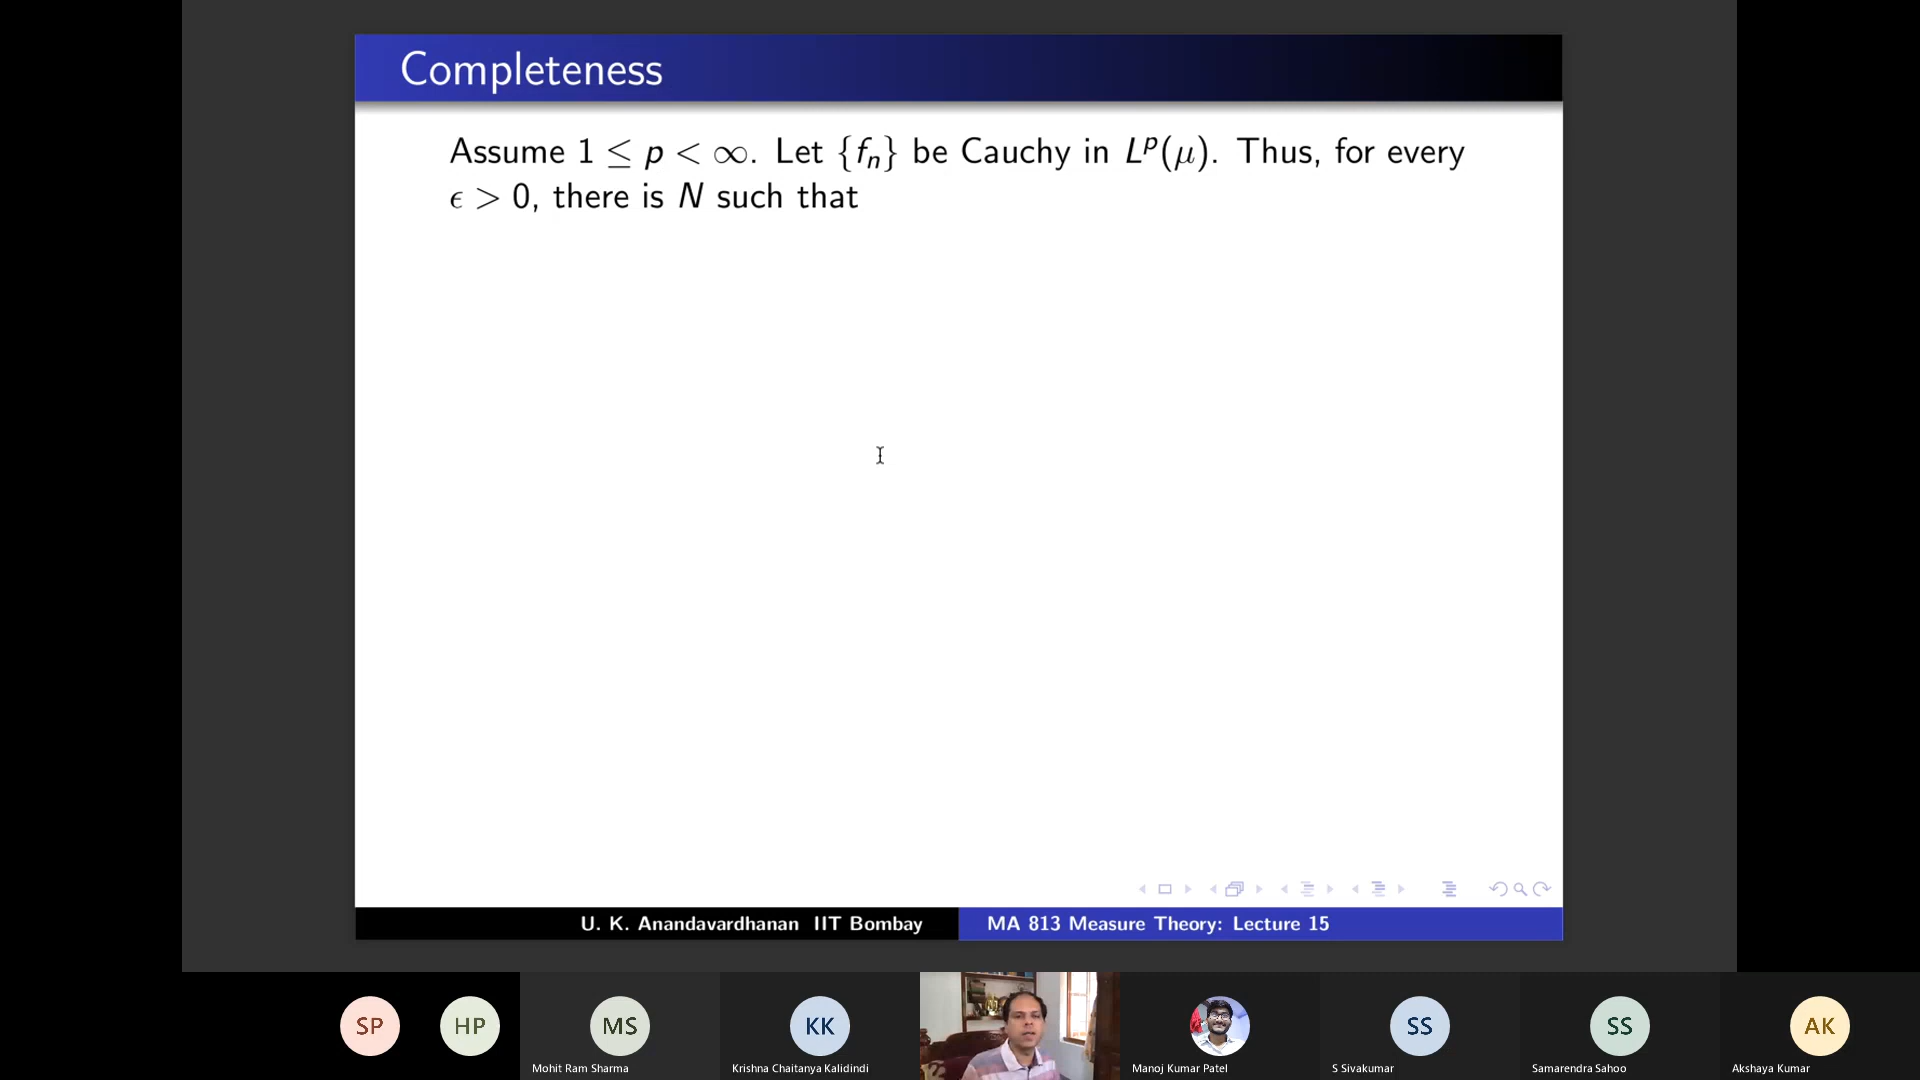 Completeness
Assume 1 ≤ p < ∞. Let {fₙ} be Cauchy in Lᵖ(μ). Thus, for every
ϵ > 0, there is N such that
U. K. Anandavardhanan IIT Bombay
MA 813 Measure Theory: Lecture 15
SP
HP
MS
KK
SS
SS
AK
Mohit Ram Sharma
Krishna Chaitanya Kalidindi
Manoj Kumar Patel
S Sivakumar
Samarendra Sahoo
Akshaya Kumar